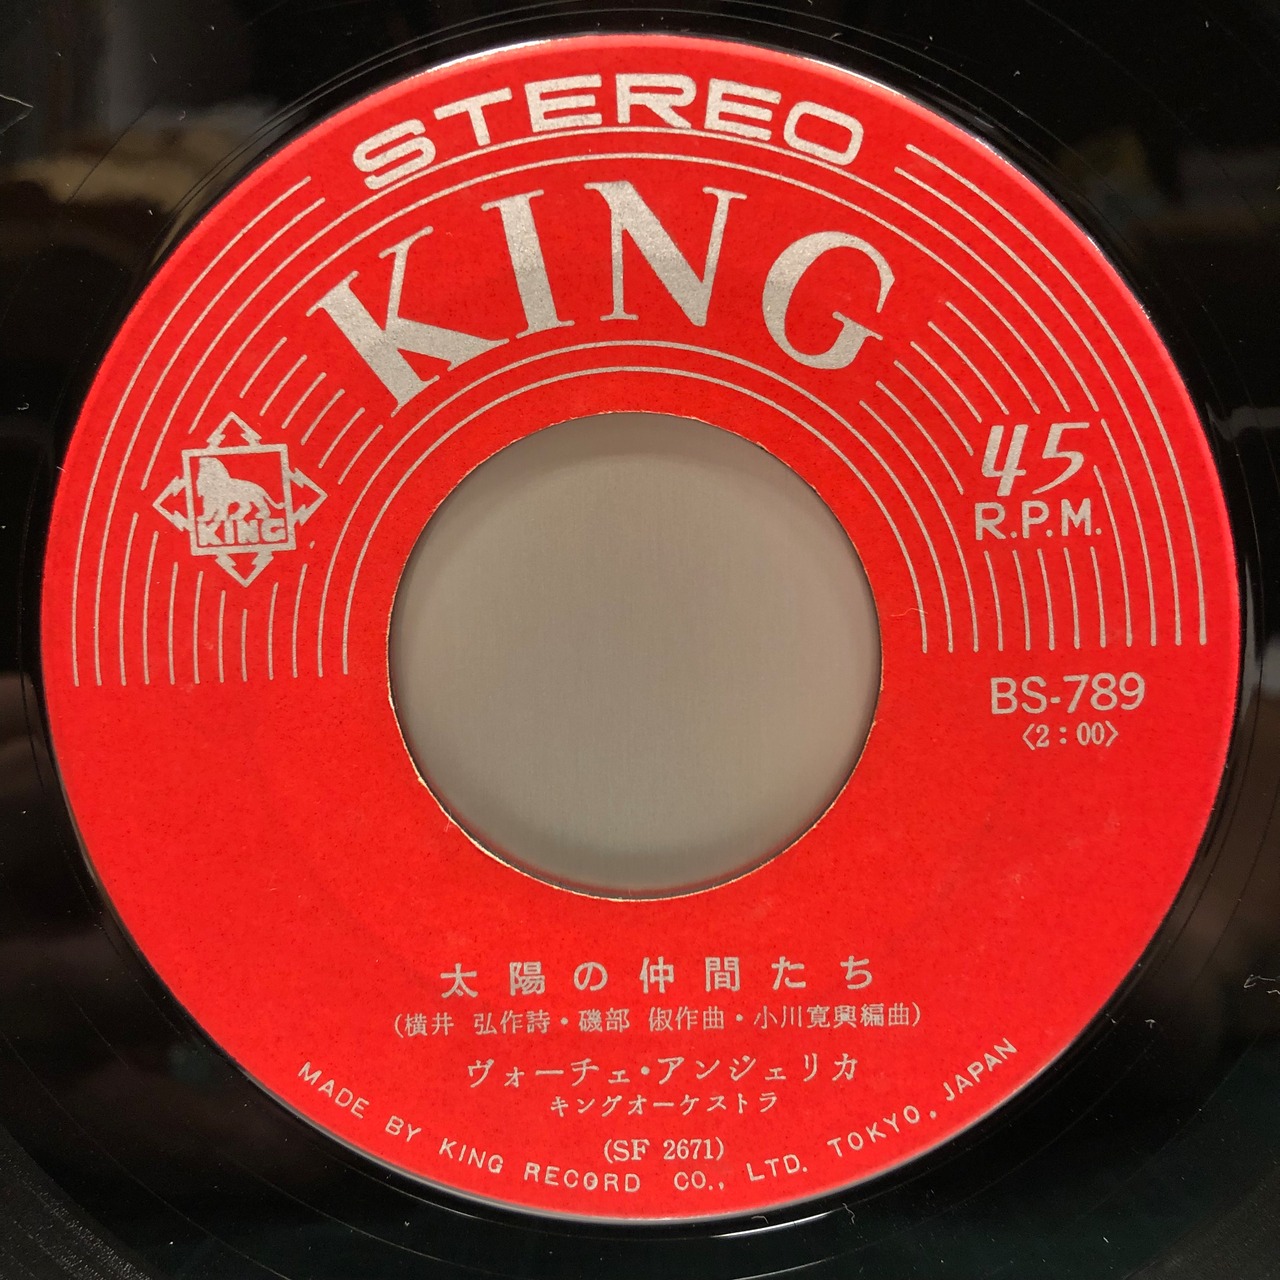 STEREO
KING
KING
45
R.P.M.
BS-789
〈2:00〉
太陽の仲間たち
(横井 弘作詩・磯部 俶作曲・小川寛興編曲)
ヴォーチェ・アンジェリカ
キングオーケストラ
(SF 2671)
MADE BY KING RECORD CO., LTD. TOKYO, JAPAN